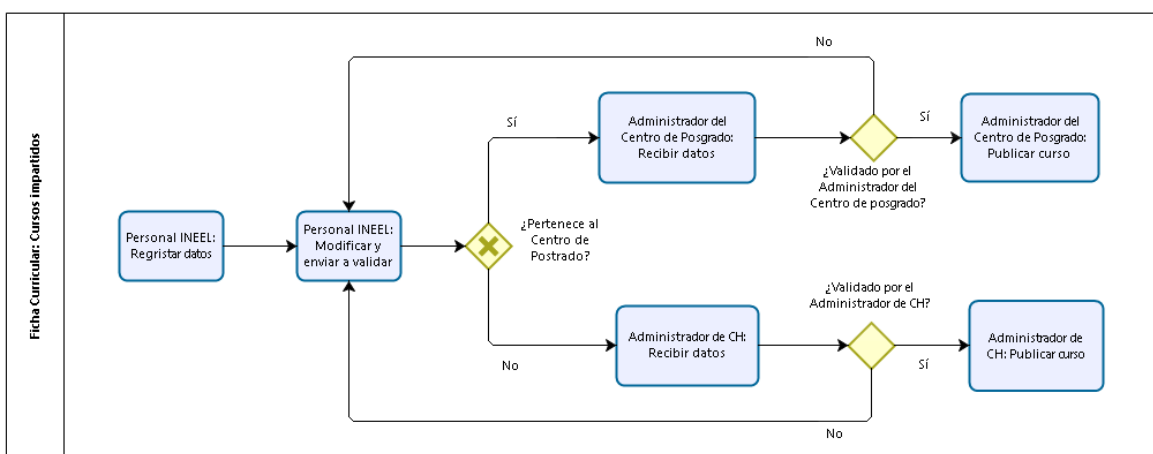 Ficha Curricular: Cursos impartidos
Personal INEEL:
Regristar datos
Personal INEEL:
Modificar y
enviar a validar
¿Pertenece al
Centro de
Postrado?
Sí
Administrador del
Centro de Posgrado:
Recibir datos
¿Validado por el
Administrador del
Centro de posgrado?
No
Sí
Administrador del
Centro de Posgrado:
Publicar curso
No
Administrador de CH:
Recibir datos
¿Validado por el
Administrador de CH?
Sí
Administrador de
CH: Publicar curso
No